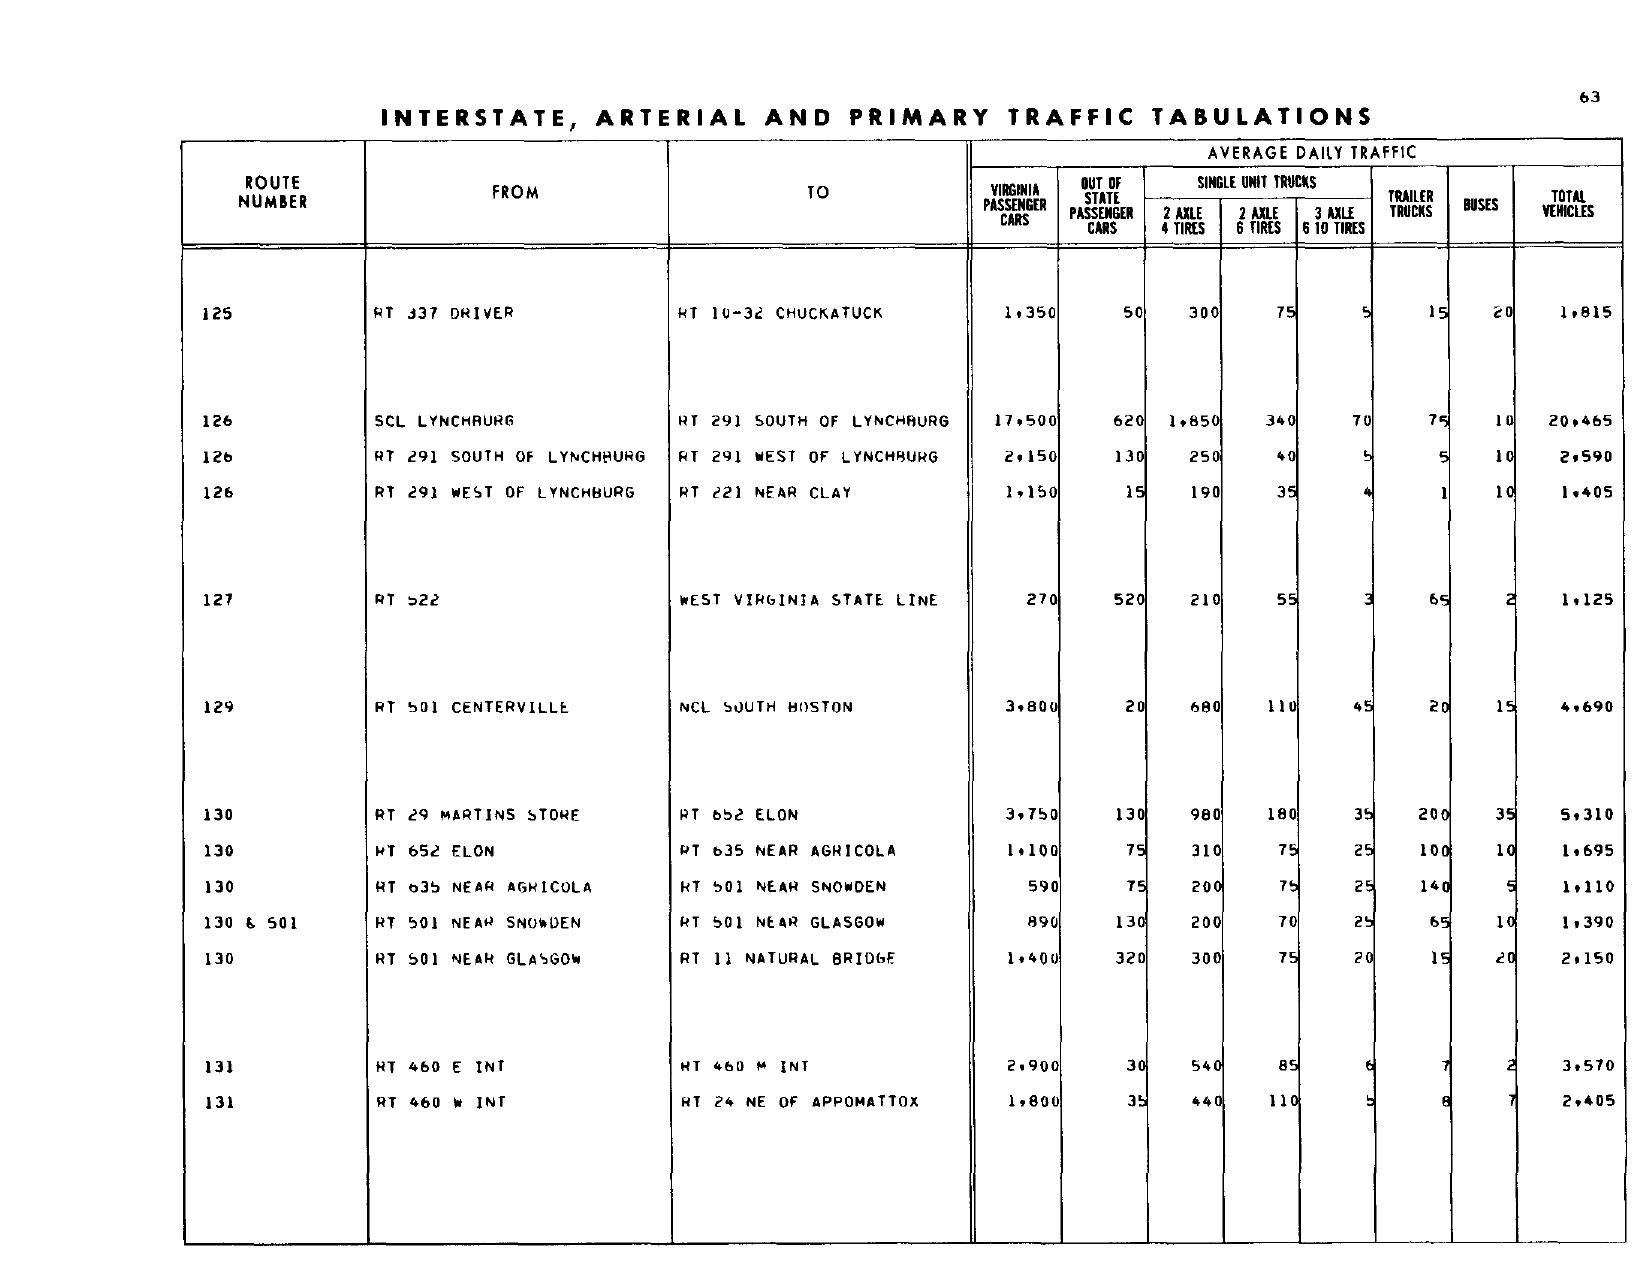 63
INTERSTATE, ARTERIAL AND PRIMARY TRAFFIC TABULATIONS
ROUTE NUMBER FROM TO AVERAGE DAILY TRAFFIC
VIRGINIA PASSENGER CARS OUT OF STATE PASSENGER CARS SINGLE UNIT TRUCKS 2 AXLE 4 TIRES 2 AXLE 6 TIRES 3 AXLE 6 10 TIRES TRAILER TRUCKS BUSES TOTAL VEHICLES
125 RT 337 DRIVER RT 10-32 CHUCKATUCK 1,350 50 300 75 5 15 20 1,815
126 SCL LYNCHBURG RT 291 SOUTH OF LYNCHBURG 17,500 620 1,850 340 70 75 10 20,465
126 RT 291 SOUTH OF LYNCHBURG RT 291 WEST OF LYNCHBURG 2,150 130 250 40 5 5 10 2,590
126 RT 291 WEST OF LYNCHBURG RT 221 NEAR CLAY 1,150 15 190 35 4 1 10 1,405
127 RT 522 WEST VIRGINIA STATE LINE 270 520 210 55 3 65 2 1,125
129 RT 501 CENTERVILLE NCL SOUTH BOSTON 3,800 20 680 110 45 20 15 4,690
130 RT 29 MARTINS STORE RT 652 ELON 3,750 130 980 180 35 200 35 5,310
130 RT 652 ELON RT 635 NEAR AGRICOLA 1,100 75 310 75 25 100 10 1,695
130 RT 635 NEAR AGRICOLA RT 501 NEAR SNOWDEN 590 75 200 75 25 140 5 1,110
130 & 501 RT 501 NEAR SNOWDEN RT 501 NEAR GLASGOW 890 130 200 70 25 65 10 1,390
130 RT 501 NEAR GLASGOW RT 11 NATURAL BRIDGE 1,400 320 300 75 20 15 20 2,150
131 RT 460 E INT RT 460 W INT 2,900 30 540 85 6 7 2 3,570
131 RT 460 W INT RT 24 NE OF APPOMATTOX 1,800 35 440 110 5 8 7 2,405